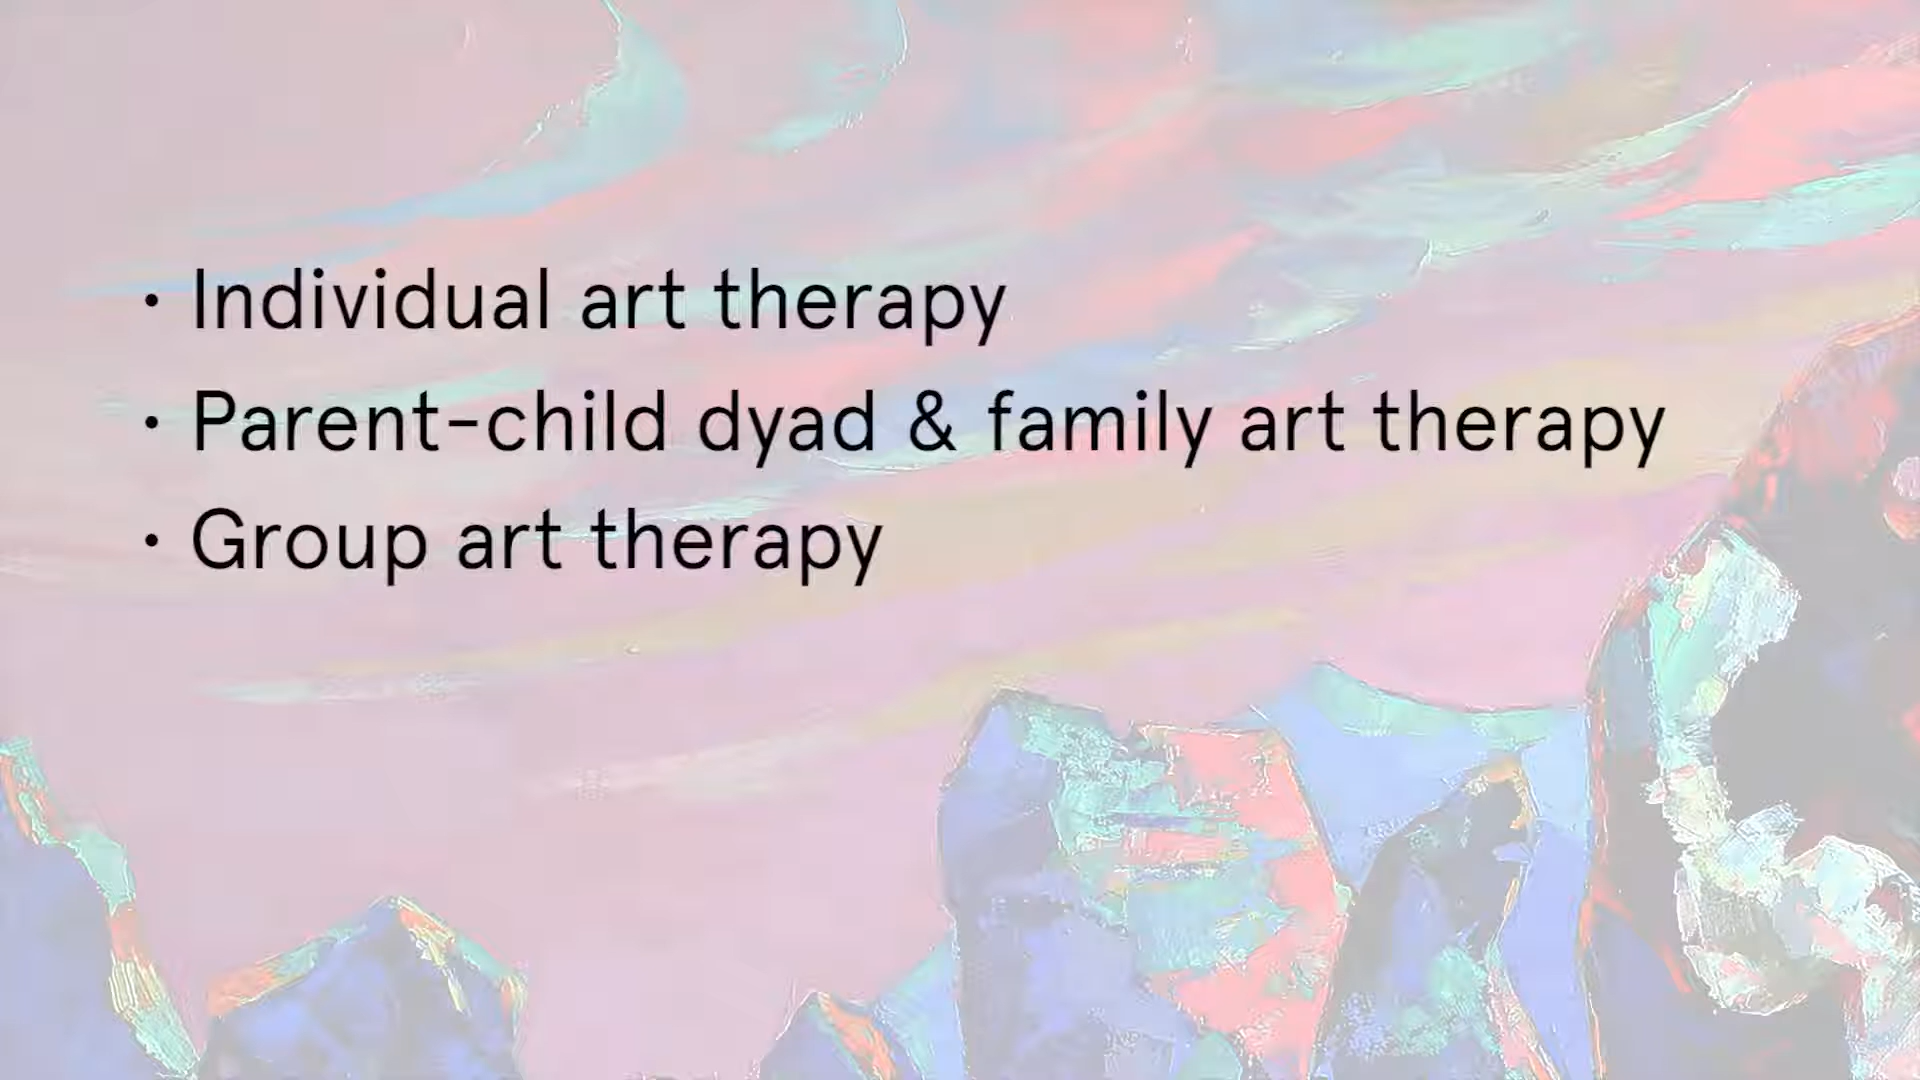 · Individual art therapy
· Parent-child dyad & family art therapy
· Group art therapy